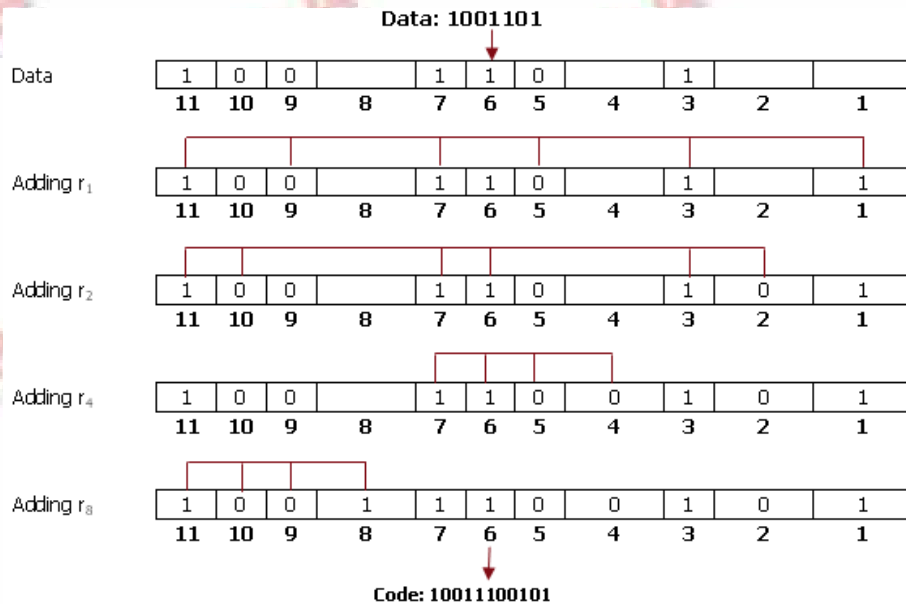 Data: 1001101
Data 1 0 0 1 1 0 1
11 10 9 8 7 6 5 4 3 2 1
Adding r₁ 1 0 0 1 1 0 1 1
11 10 9 8 7 6 5 4 3 2 1
Adding r₂ 1 0 0 1 1 0 1 0 1
11 10 9 8 7 6 5 4 3 2 1
Adding r₄ 1 0 0 1 1 0 0 1 0 1
11 10 9 8 7 6 5 4 3 2 1
Adding r₈ 1 0 0 1 1 1 0 0 1 0 1
11 10 9 8 7 6 5 4 3 2 1
Code: 10011100101